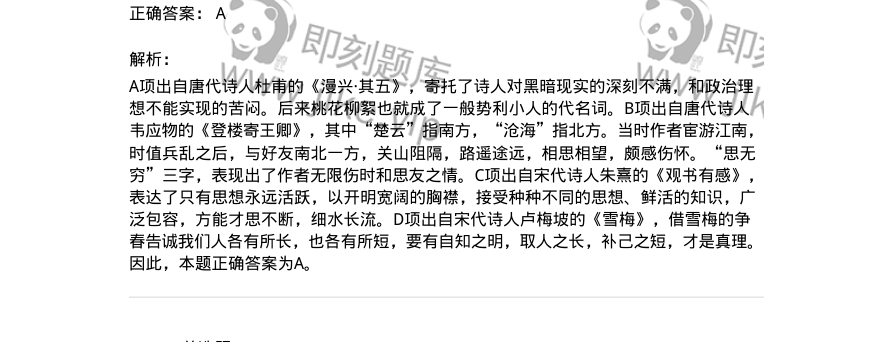 正确答案： A
解析：
A项出自唐代诗人杜甫的《漫兴·其五》，寄托了诗人对黑暗现实的深刻不满，和政治理
想不能实现的苦闷。后来桃花柳絮也就成了一般势利小人的代名词。B项出自唐代诗人
韦应物的《登楼寄王卿》，其中“楚云”指南方，“沧海”指北方。当时作者宦游江南，
时值兵乱之后，与好友南北一方，关山阻隔，路遥途远，相思相望，颇感伤怀。“思无
穷”三字，表现出了作者无限伤时和思友之情。C项出自宋代诗人朱熹的《观书有感》，
表达了只有思想永远活跃，以开明宽阔的胸襟，接受种种不同的思想、鲜活的知识，广
泛包容，方能才思不断，细水长流。D项出自宋代诗人卢梅坡的《雪梅》，借雪梅的争
春告诚我们人各有所长，也各有所短，要有自知之明，取人之长，补己之短，才是真理。
因此，本题正确答案为A。
即刻题库